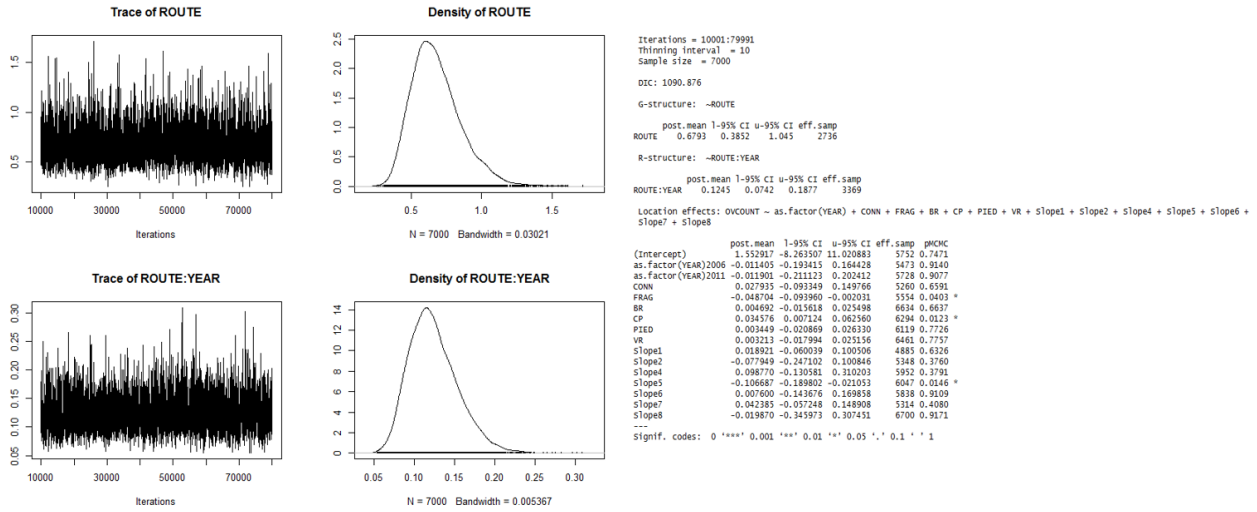 Trace of ROUTE
0.5 1.0 1.5
10000 30000 50000 70000
Iterations
Density of ROUTE
0.0 0.5 1.0 1.5 2.0 2.5
0.5 1.0 1.5
N = 7000 Bandwidth = 0.03021
Trace of ROUTE:YEAR
0.05 0.10 0.15 0.20 0.25 0.30
10000 30000 50000 70000
Iterations
Density of ROUTE:YEAR
0 2 4 6 8 10 12 14
0.05 0.10 0.15 0.20 0.25 0.30
N = 7000 Bandwidth = 0.005367
Iterations = 10001:79991
Thinning interval = 10
Sample size = 7000
DIC: 1090.876
G-structure: ~ROUTE
post.mean l-95% CI u-95% CI eff.samp
ROUTE 0.6793 0.3852 1.045 2736
R-structure: ~ROUTE:YEAR
post.mean l-95% CI u-95% CI eff.samp
ROUTE:YEAR 0.1245 0.0742 0.1877 3369
Location effects: OVCOUNT ~ as.factor(YEAR) + CONN + FRAG + BR + CP + PIED + VR + Slope1 + Slope2 + Slope4 + Slope5 + Slope6 +
Slope7 + Slope8
post.mean l-95% CI u-95% CI eff.samp pMCMC
(Intercept) 1.552917 -8.263507 11.020883 5752 0.7471
as.factor(YEAR)2006 -0.011405 -0.193415 0.164428 5473 0.9140
as.factor(YEAR)2011 -0.011901 -0.211123 0.202412 5728 0.9077
CONN 0.027935 -0.093349 0.149766 5260 0.6591
FRAG -0.048704 -0.093960 -0.002031 5554 0.0403 *
BR 0.004692 -0.015618 0.025498 6634 0.6637
CP 0.034576 0.007124 0.062560 6294 0.0123 *
PIED 0.003449 -0.020869 0.026330 6119 0.7726
VR 0.003213 -0.017994 0.025156 6461 0.7757
Slope1 0.018921 -0.060039 0.100506 4885 0.6326
Slope2 -0.077949 -0.247102 0.100846 5348 0.3760
Slope4 0.098770 -0.130581 0.310203 5952 0.3791
Slope5 -0.106687 -0.189802 -0.021053 6047 0.0146 *
Slope6 0.007600 -0.143676 0.169858 5838 0.9109
Slope7 0.042385 -0.057248 0.148908 5314 0.4080
Slope8 -0.019870 -0.345973 0.307451 6700 0.9171
---
Signif. codes: 0 '***' 0.001 '**' 0.01 '*' 0.05 '.' 0.1 ' ' 1